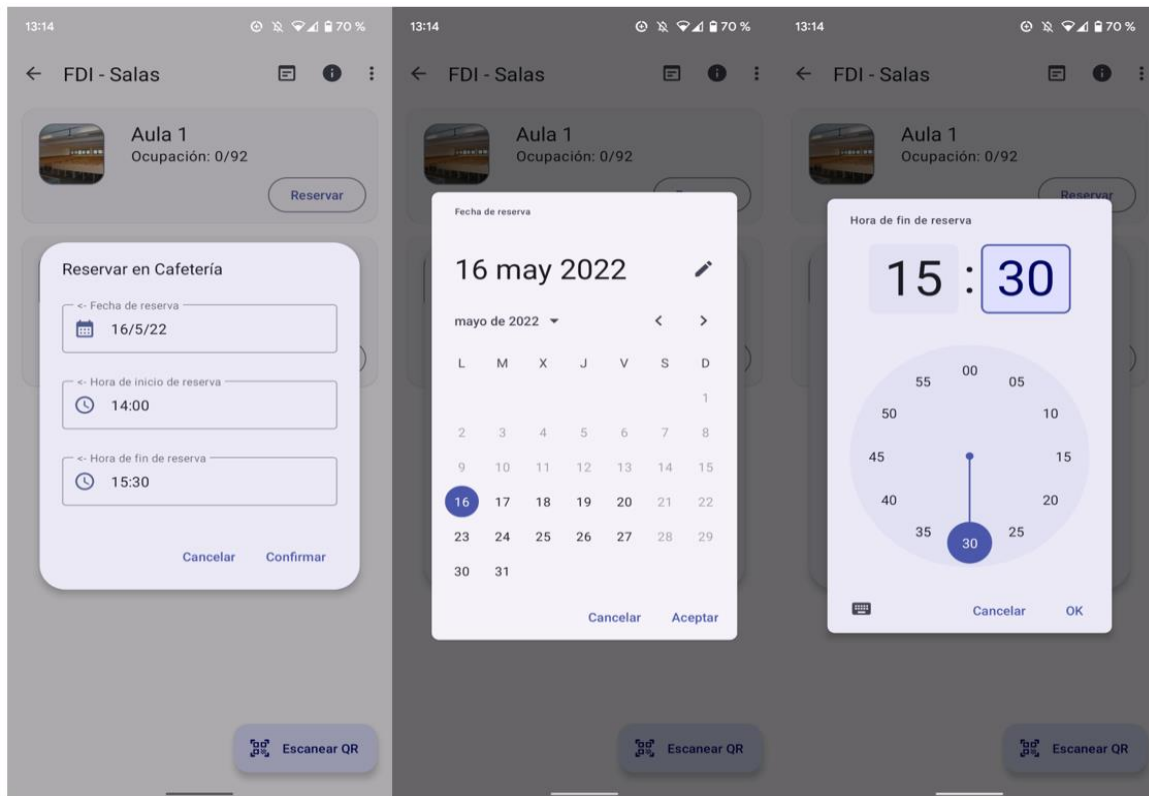 13:14
70 %
FDI - Salas
Aula 1
Ocupación: 0/92
Reservar
Reservar en Cafetería
<- Fecha de reserva
16/5/22
<- Hora de inicio de reserva
14:00
<- Hora de fin de reserva
15:30
Cancelar Confirmar
Escanear QR
13:14
70 %
FDI - Salas
Aula 1
Ocupación: 0/92
Fecha de reserva
16 may 2022
mayo de 2022
L M X J V S D
1
2 3 4 5 6 7 8
9 10 11 12 13 14 15
16 17 18 19 20 21 22
23 24 25 26 27 28 29
30 31
Cancelar Aceptar
Escanear QR
13:14
70 %
FDI - Salas
Aula 1
Ocupación: 0/92
Reservar
Hora de fin de reserva
15 : 30
00
55 05
50 10
45 15
40 20
35 25
30
Cancelar OK
Escanear QR